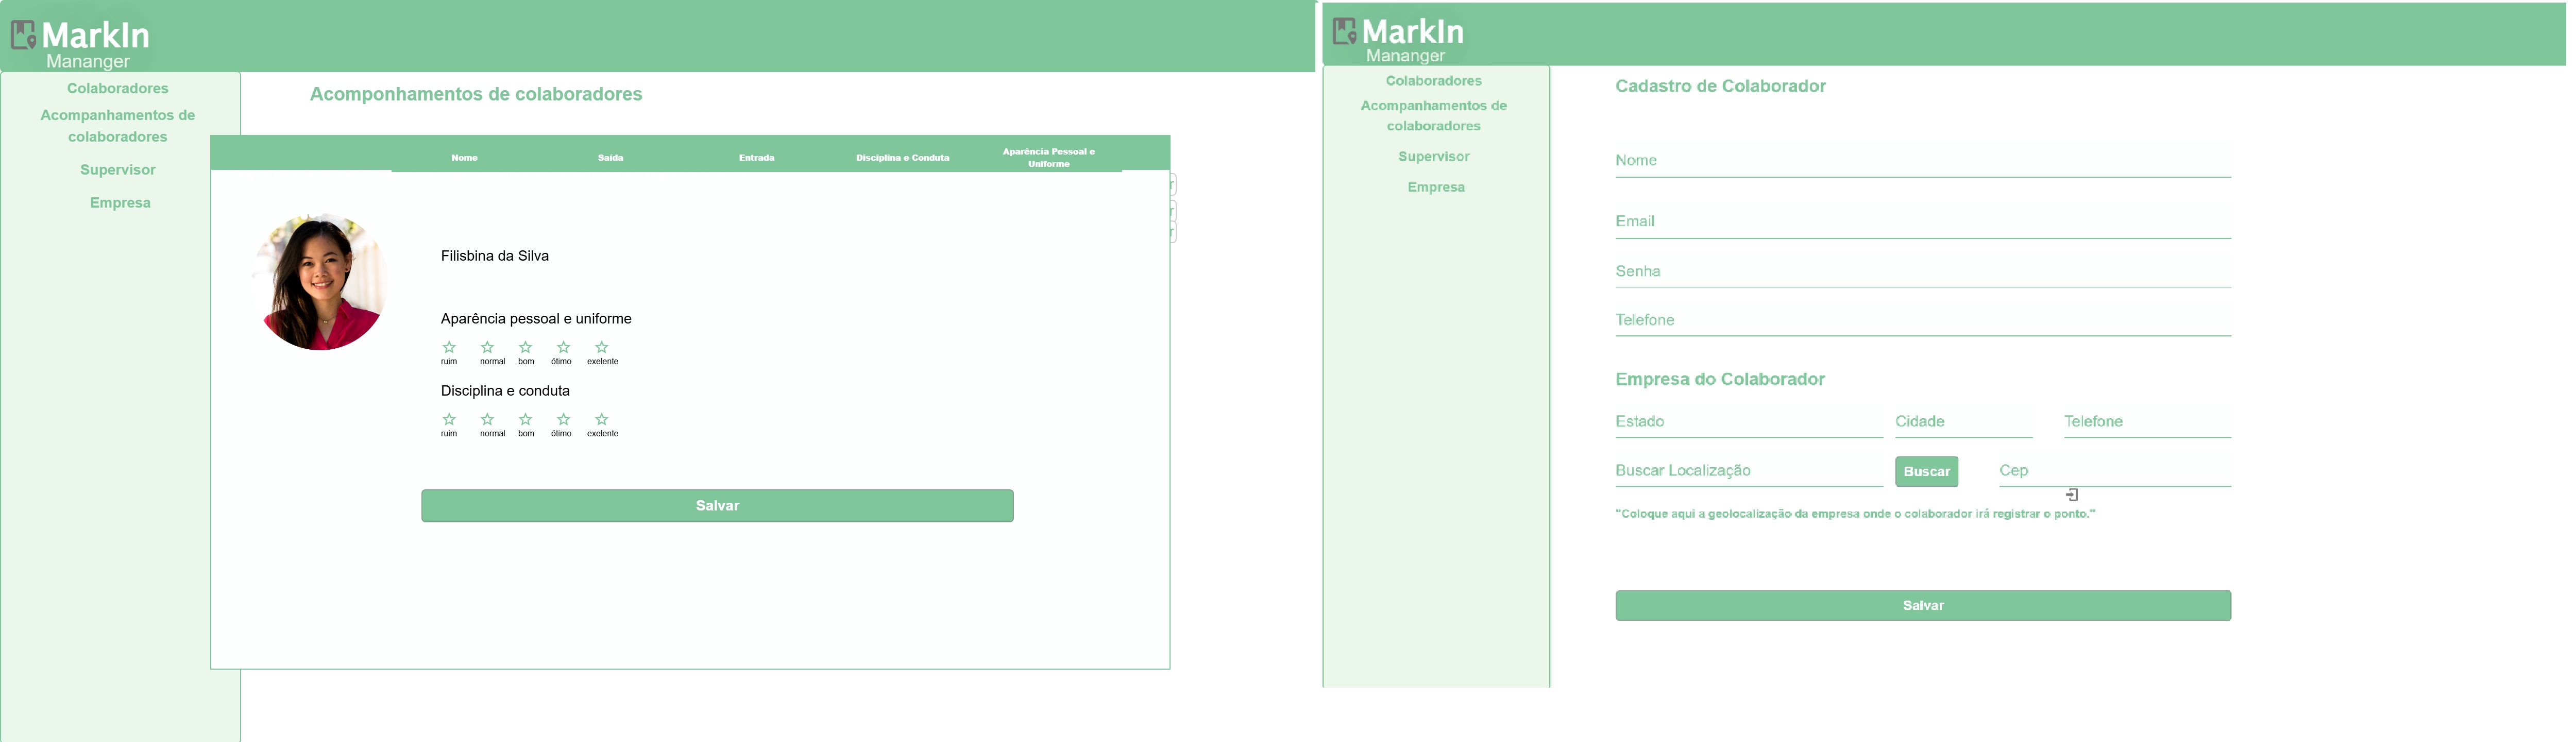 MarkIn
Mananger
Colaboradores
Acompanhamentos de
colaboradores
Supervisor
Empresa
Acomponhamentos de colaboradores
Nome
Saída
Entrada
Disciplina e Conduta
Aparência Pessoal e
Uniforme
Filisbina da Silva
Aparência pessoal e uniforme
ruim normal bom ótimo exelente
Disciplina e conduta
ruim normal bom ótimo exelente
Salvar
MarkIn
Mananger
Colaboradores
Acompanhamentos de
colaboradores
Supervisor
Empresa
Cadastro de Colaborador
Nome
Email
Senha
Telefone
Empresa do Colaborador
Estado Cidade Telefone
Buscar Localização Buscar Cep
"Coloque aqui a geolocalização da empresa onde o colaborador irá registrar o ponto."
Salvar